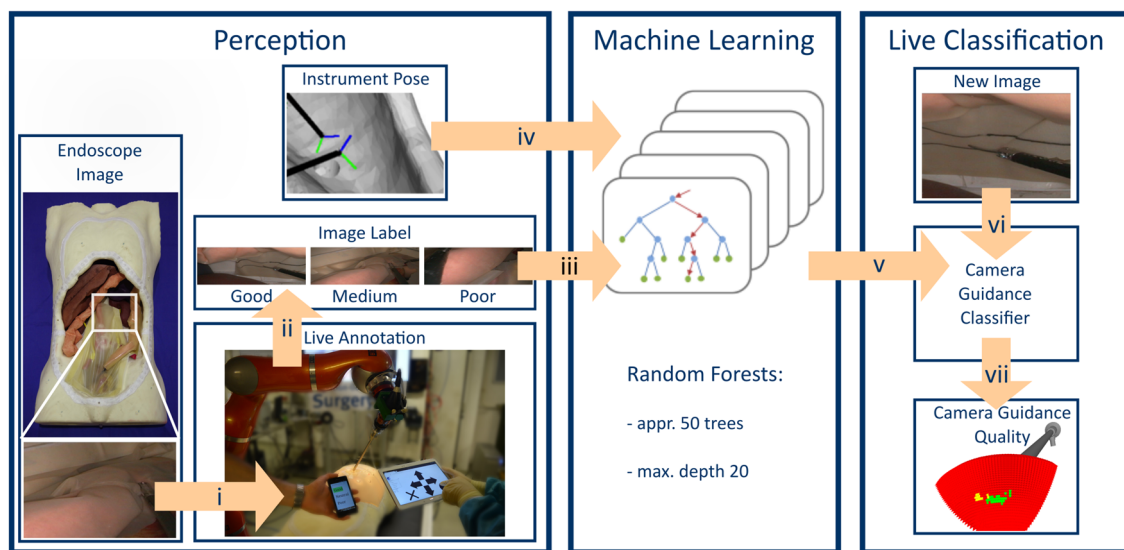 Perception
Instrument Pose
iv
Endoscope
Image
Image Label
Good
Medium
Poor
iii
ii
Live Annotation
Surgery
i
Machine Learning
Random Forests:
- appr. 50 trees
- max. depth 20
v
Live Classification
New Image
vi
Camera
Guidance
Classifier
vii
Camera Guidance
Quality